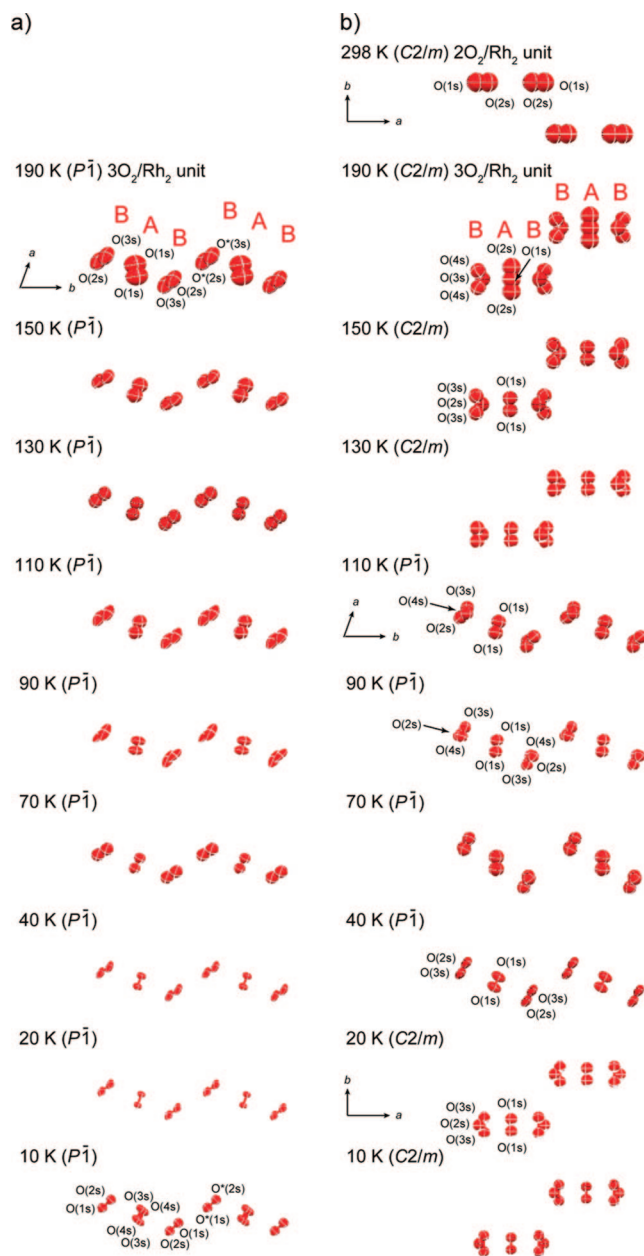 a)
190 K (P1̄) 3O₂/Rh₂ unit
B
A
B
B
A
B
O(3s)
O(1s)
O*(3s)
a
b
O(2s)
O(1s)
O(3s)
O(2s)
O*(2s)
150 K (P1̄)
130 K (P1̄)
110 K (P1̄)
90 K (P1̄)
70 K (P1̄)
40 K (P1̄)
20 K (P1̄)
10 K (P1̄)
O(2s)
O(3s)
O*(2s)
O(1s)
O(4s)
O*(1s)
O(4s)
O(1s)
O(3s)
O(2s)
b)
298 K (C2/m) 2O₂/Rh₂ unit
b
a
O(1s)
O(1s)
O(2s)
O(2s)
190 K (C2/m) 3O₂/Rh₂ unit
B A B
B A B
O(2s)
O(1s)
O(4s)
O(3s)
O(4s)
O(2s)
150 K (C2/m)
O(3s)
O(1s)
O(2s)
O(3s)
O(1s)
130 K (C2/m)
110 K (P1̄)
a
b
O(3s)
O(4s)
O(1s)
O(2s)
O(1s)
90 K (P1̄)
O(3s)
O(2s)
O(1s)
O(4s)
O(4s)
O(1s)
O(2s)
O(3s)
70 K (P1̄)
40 K (P1̄)
O(2s)
O(1s)
O(3s)
O(1s)
O(3s)
O(2s)
20 K (C2/m)
b
a
O(3s)
O(1s)
O(2s)
O(3s)
O(1s)
10 K (C2/m)